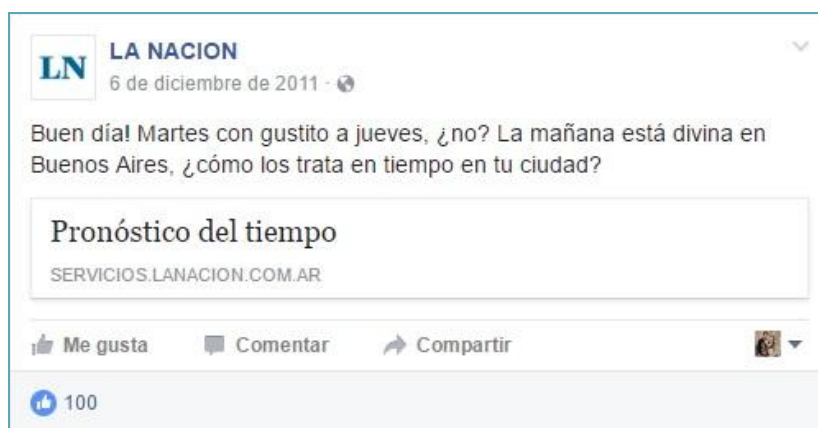 LN
LA NACION
6 de diciembre de 2011 ·
Buen día! Martes con gustito a jueves, ¿no? La mañana está divina en
Buenos Aires, ¿cómo los trata en tiempo en tu ciudad?
Pronóstico del tiempo
SERVICIOS.LANACION.COM.AR
Me gusta Comentar Compartir
100